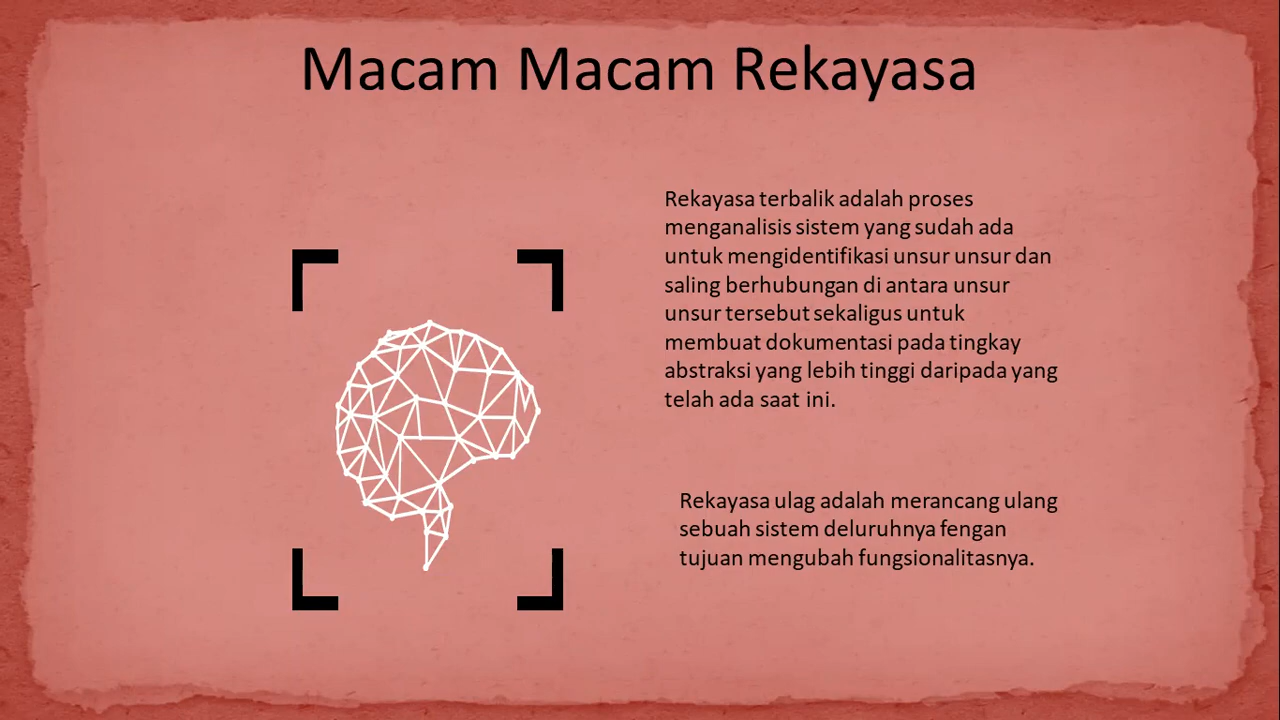 Macam Macam Rekayasa
Rekayasa terbalik adalah proses
menganalisis sistem yang sudah ada
untuk mengidentifikasi unsur unsur dan
saling berhubungan di antara unsur
unsur tersebut sekaligus untuk
membuat dokumentasi pada tingkay
abstraksi yang lebih tinggi daripada yang
telah ada saat ini.
Rekayasa ulag adalah merancang ulang
sebuah sistem deluruhnya fengan
tujuan mengubah fungsionalitasnya.